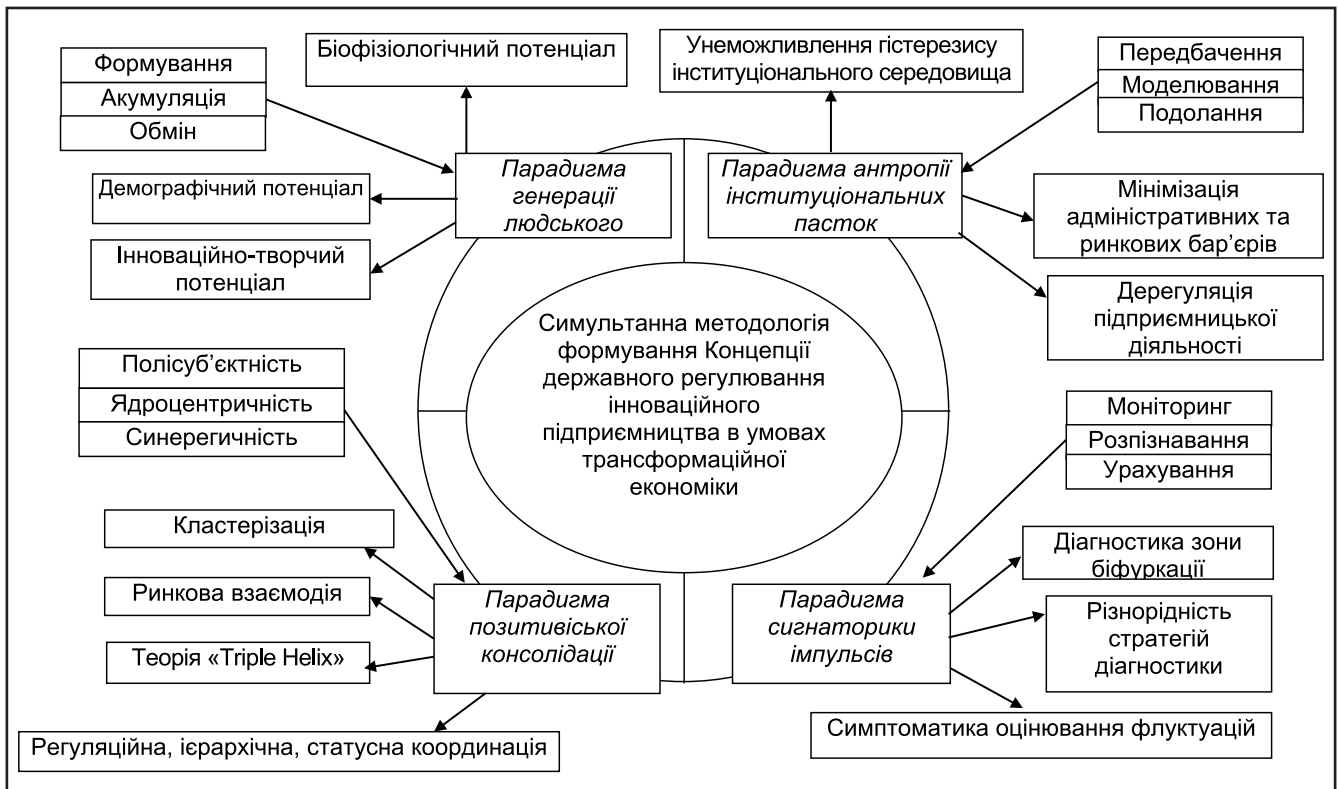 Формування
Акумуляція
Обмін
Біофізіологічний потенціал
Унеможливлення гістерезису
інституціонального середовища
Передбачення
Моделювання
Подолання
Парадигма
генерації
людського
Парадигма антропії
інституціональних
пасток
Демографічний потенціал
Інноваційно-творчий
потенціал
Мінімізація
адміністративних та
ринкових бар’єрів
Дерегуляція
підприємницької
діяльності
Симультанна методологія
формування Концепції
державного регулювання
інноваційного
підприємництва в умовах
трансформаційної
економіки
Полісуб’єктність
Ядроцентричність
Синерегичність
Моніторинг
Розпізнавання
Урахування
Кластерізація
Ринкова взаємодія
Теорія «Triple Helix»
Регуляційна, ієрархічна, статусна координація
Парадигма
позитивіської
консолідації
Парадигма
сигнаторики
імпульсів
Діагностика зони
біфуркації
Різнорідність
стратегій
діагностики
Симптоматика оцінювання флуктуацій